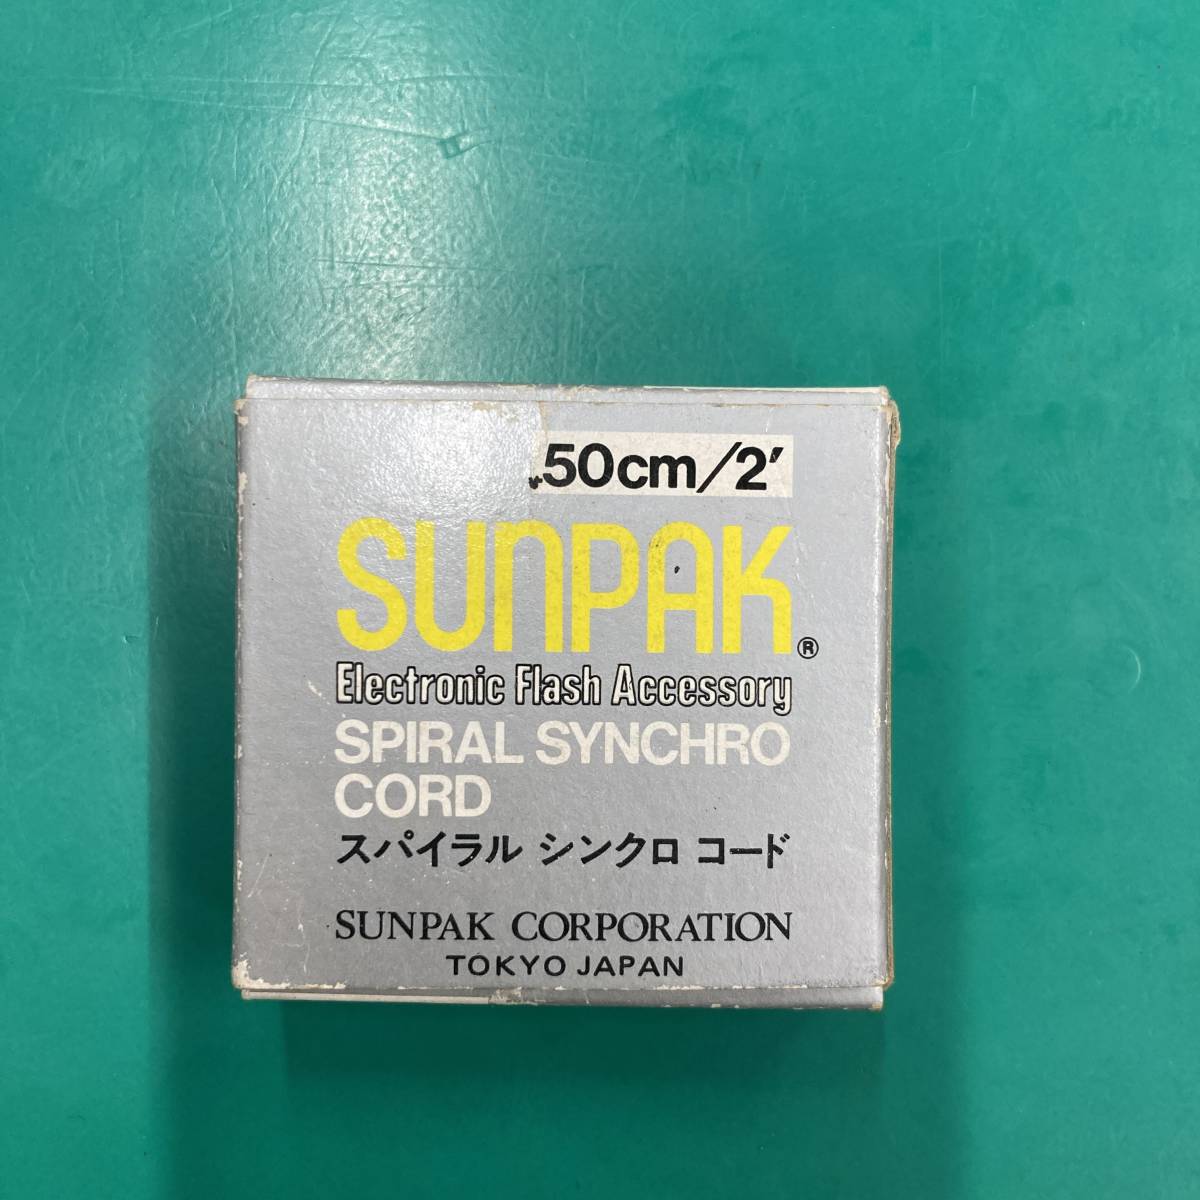 50cm/2′
SUNPAK®
Electronic Flash Accessory
SPIRAL SYNCHRO
CORD
スパイラル シンクロ コード
SUNPAK CORPORATION
TOKYO JAPAN